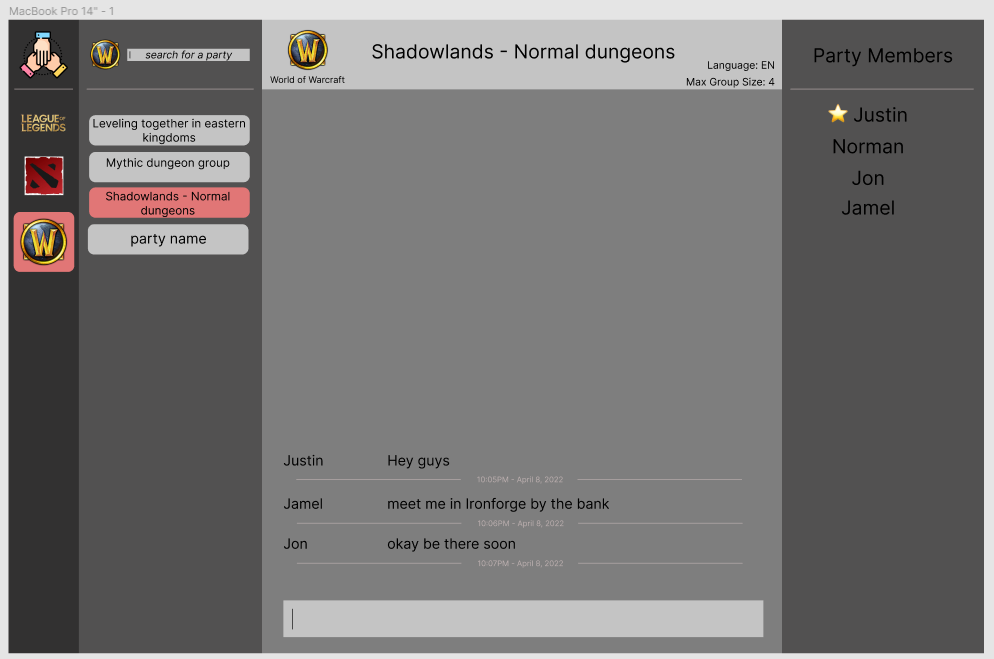 MacBook Pro 14" - 1
LEAGUE OF
LEGENDS
W
W
search for a party
Leveling together in eastern
kingdoms
Mythic dungeon group
Shadowlands - Normal
dungeons
party name
W
World of Warcraft
Shadowlands - Normal dungeons
Language: EN
Max Group Size: 4
Justin Hey guys
10:05PM - April 8, 2022
Jamel meet me in Ironforge by the bank
10:06PM - April 8, 2022
Jon okay be there soon
10:07PM - April 8, 2022
Party Members
Justin
Norman
Jon
Jamel